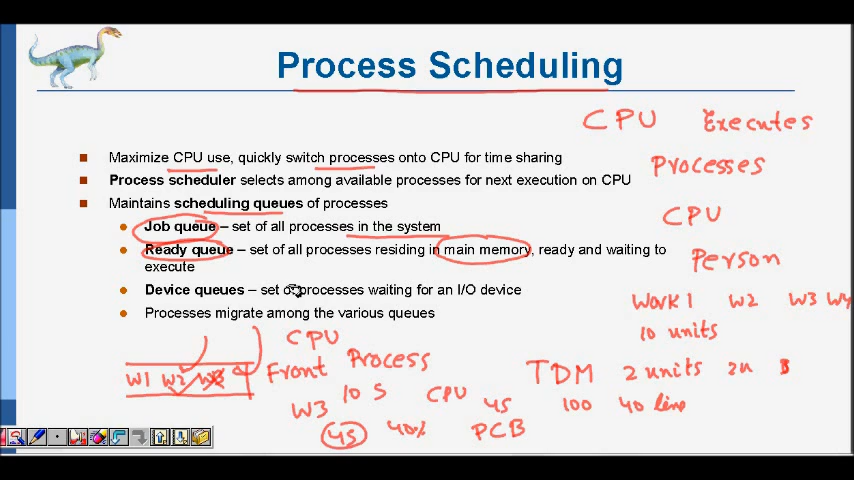 Process Scheduling
CPU Executes
Maximize CPU use, quickly switch processes onto CPU for time sharing
Processes
Process scheduler selects among available processes for next execution on CPU
Maintains scheduling queues of processes
CPU
Job queue – set of all processes in the system
Ready queue – set of all processes residing in main memory, ready and waiting to
execute
Person
Device queues – set of processes waiting for an I/O device
Work 1 W2 W3 W4
Processes migrate among the various queues
10 units
CPU
W1 W2 W3 Front Process
TDM 2 units 2u
W3 10 S CPU 4S 100 40 line
4S 40% PCB